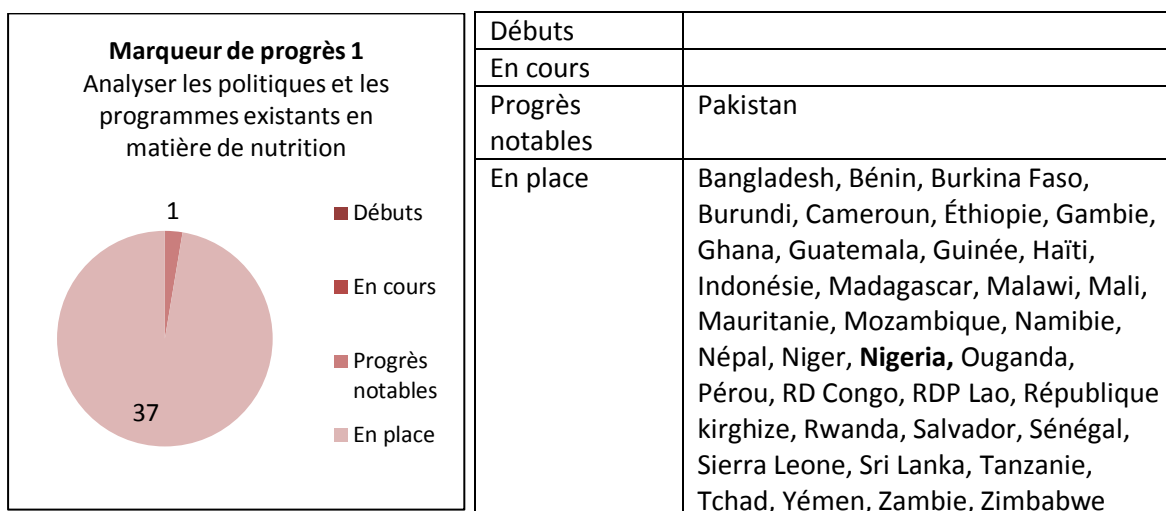 Marqueur de progrès 1
Analyser les politiques et les
programmes existants en
matière de nutrition
1
37
Débuts
En cours
Progrès
notables
En place
Débuts
En cours
Progrès
notables
Pakistan
En place
Bangladesh, Bénin, Burkina Faso,
Burundi, Cameroun, Éthiopie, Gambie,
Ghana, Guatemala, Guinée, Haïti,
Indonésie, Madagascar, Malawi, Mali,
Mauritanie, Mozambique, Namibie,
Népal, Niger, Nigeria, Ouganda,
Pérou, RD Congo, RDP Lao, République
kirghize, Rwanda, Salvador, Sénégal,
Sierra Leone, Sri Lanka, Tanzanie,
Tchad, Yémen, Zambie, Zimbabwe